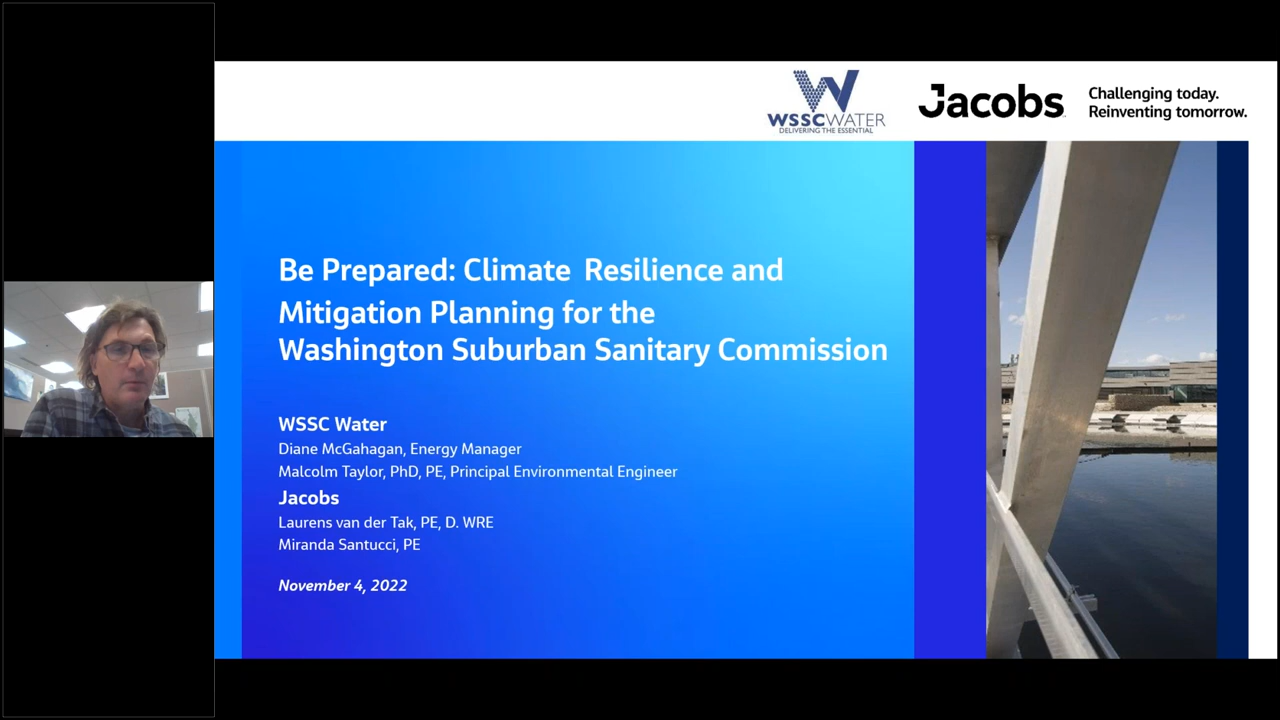 WSSCWATER
DELIVERING THE ESSENTIAL
Jacobs
Challenging today.
Reinventing tomorrow.
Be Prepared: Climate Resilience and
Mitigation Planning for the
Washington Suburban Sanitary Commission
WSSC Water
Diane McGahagan, Energy Manager
Malcolm Taylor, PhD, PE, Principal Environmental Engineer
Jacobs
Laurens van der Tak, PE, D. WRE
Miranda Santucci, PE
November 4, 2022